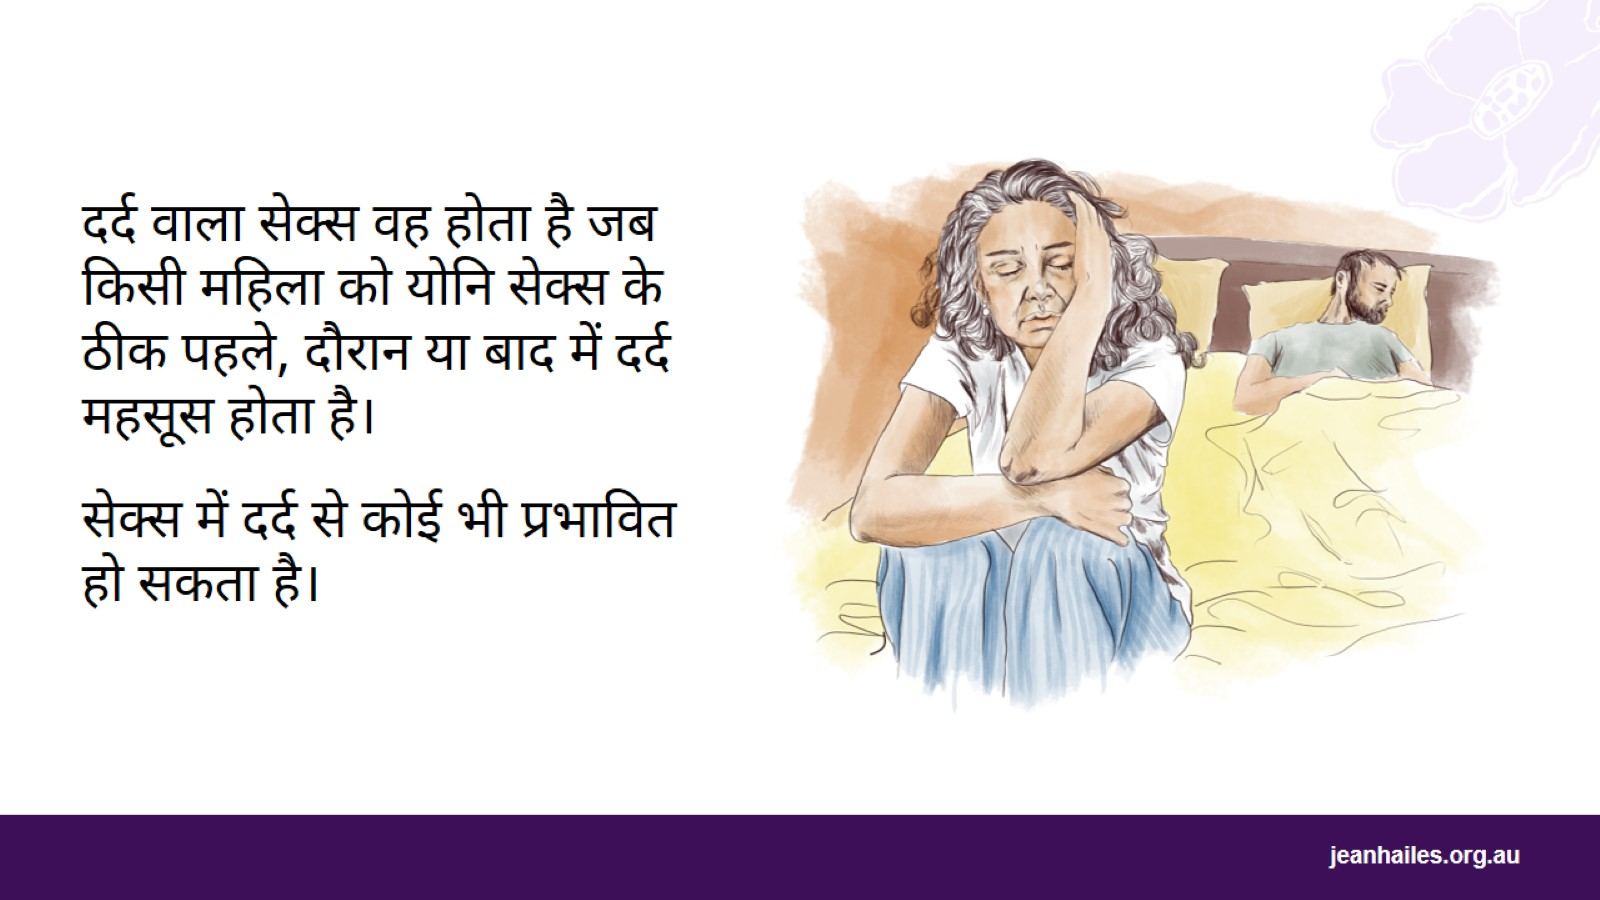 दर्द वाला सेक्स वह होता है जब
किसी महिला को योनि सेक्स के
ठीक पहले, दौरान या बाद में दर्द
महसूस होता है।
सेक्स में दर्द से कोई भी प्रभावित
हो सकता है।
jeanhailes.org.au